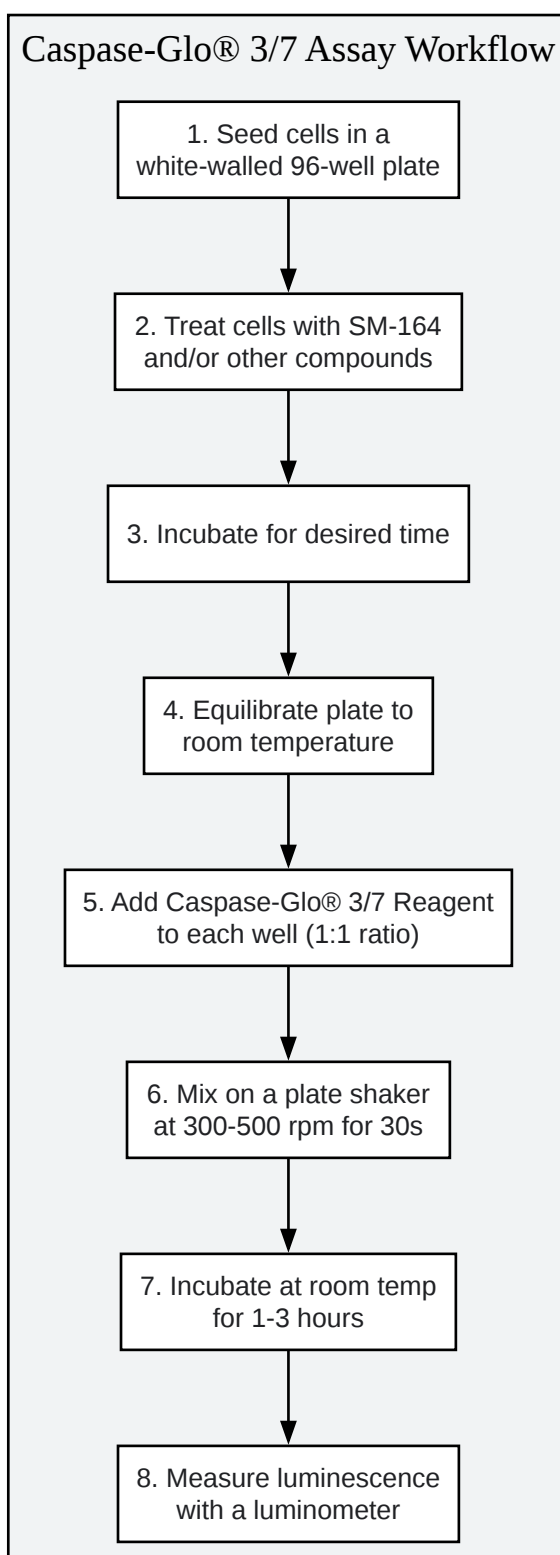 Caspase-Glo® 3/7 Assay Workflow
1. Seed cells in a
white-walled 96-well plate
2. Treat cells with SM-164
and/or other compounds
3. Incubate for desired time
4. Equilibrate plate to
room temperature
5. Add Caspase-Glo® 3/7 Reagent
to each well (1:1 ratio)
6. Mix on a plate shaker
at 300-500 rpm for 30s
7. Incubate at room temp
for 1-3 hours
8. Measure luminescence
with a luminometer